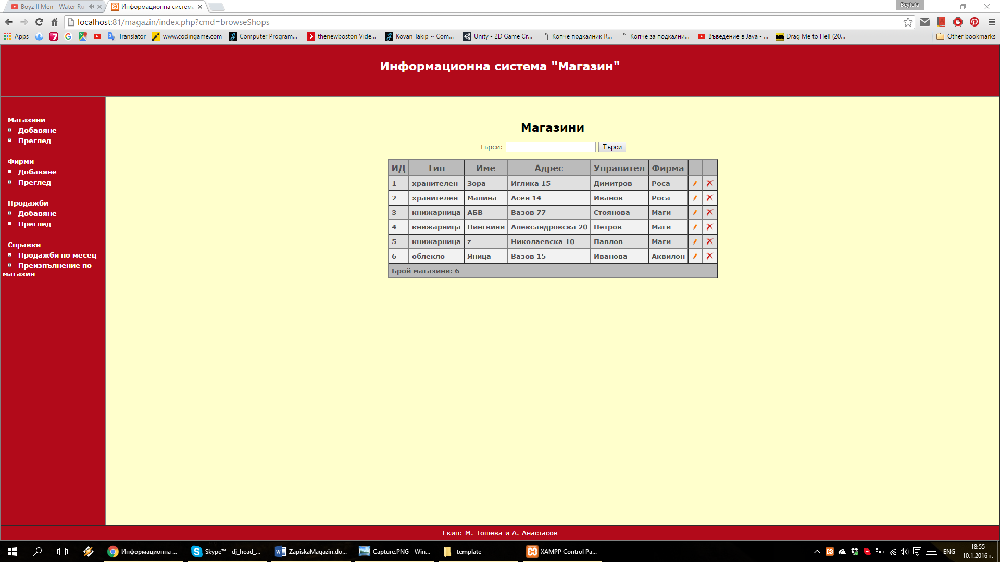 Boyz II Men - Water Ru
Информационна система
Beytula
localhost:81/magazin/index.php?cmd=browseShops
Apps
Translator
www.codingame.com
Computer Program...
thenewboston Vide...
Kovan Takip ~ Com...
Unity - 2D Game Cr...
Копче подкалник R...
Копче за подкални...
Въведение в Java - ...
Drag Me to Hell (20...
Other bookmarks
Информационна система "Магазин"
Магазини
Добавяне
Преглед
Фирми
Добавяне
Преглед
Продажби
Добавяне
Преглед
Справки
Продажби по месец
Преизпълнение по
магазин
Магазини
Търси: Търси
ИД Тип Име Адрес Управител Фирма
1 хранителен Зора Иглика 15 Димитров Роса
2 хранителен Малина Асен 14 Иванов Роса
3 книжарница АБВ Вазов 77 Стоянова Маги
4 книжарница Пингвини Александровска 20 Петров Маги
5 книжарница z Николаевска 10 Павлов Маги
6 облекло Яница Вазов 15 Иванова Аквилон
Брой магазини: 6
Екип: М. Тошева и А. Анастасов
Информационна ...
Skype™ - dj_head_...
ZapiskaMagazin.do...
Capture.PNG - Win...
template
XAMPP Control Pa...
ENG
18:55
10.1.2016 г.